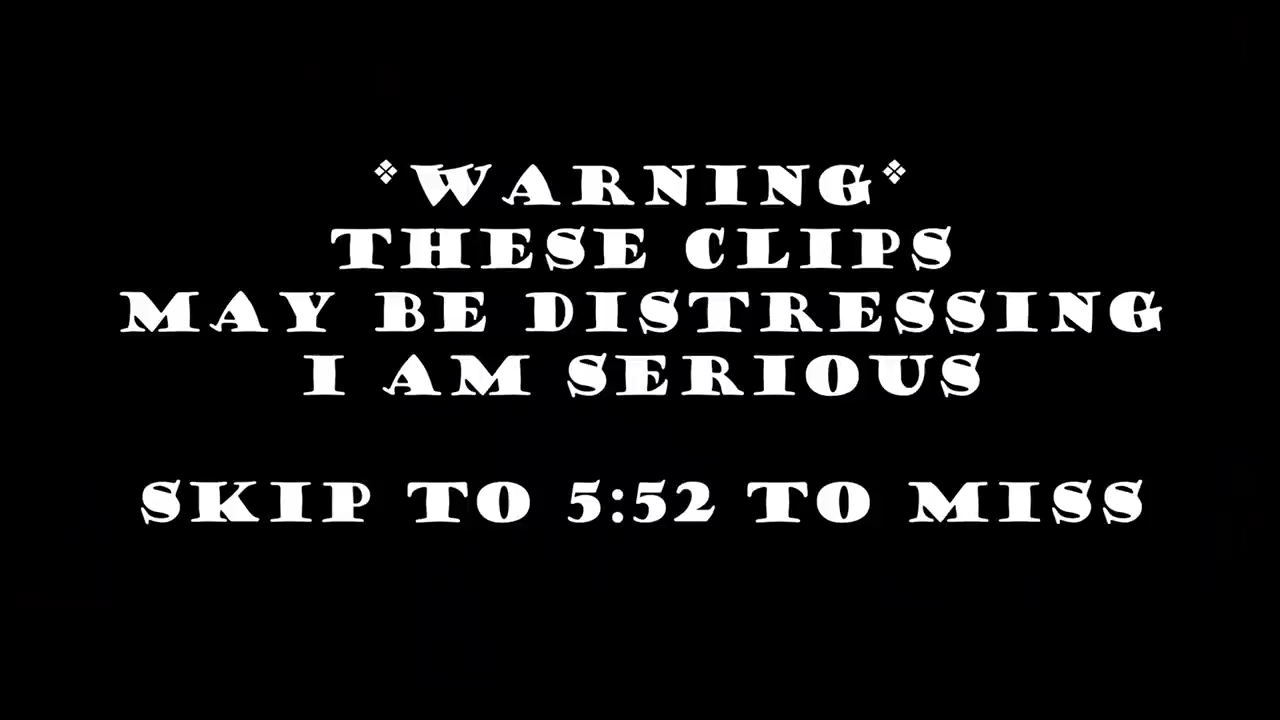 *WARNING*
THESE CLIPS
MAY BE DISTRESSING
I AM SERIOUS
SKIP TO 5:52 TO MISS